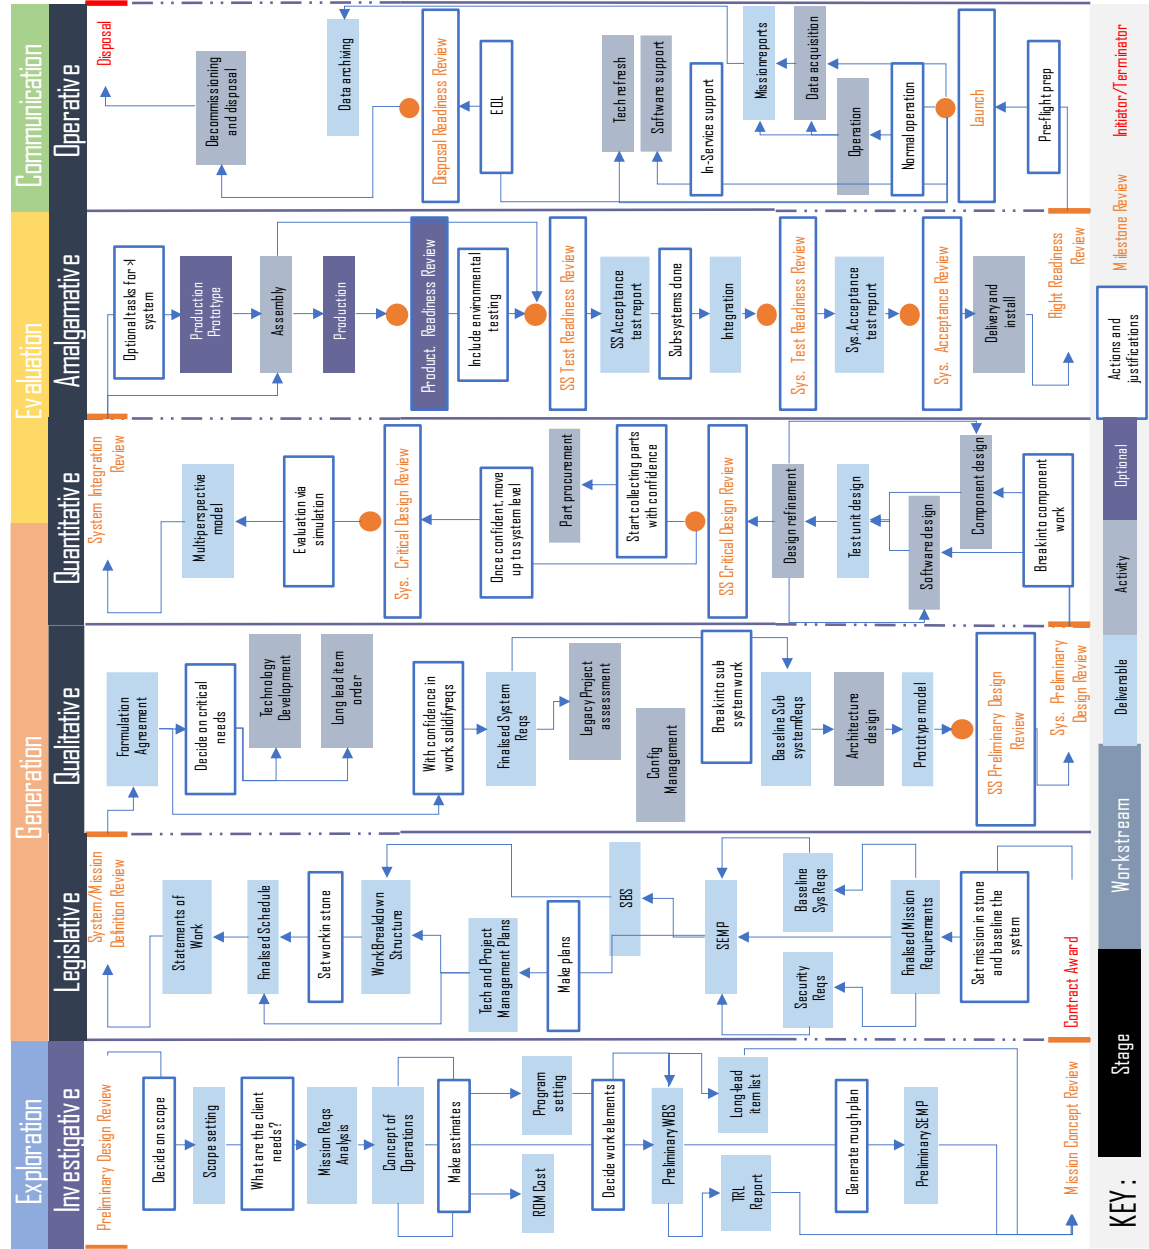 Exploration
Generation
Evaluation
Communication
Investigative
Legislative
Qualitative
Quantitative
Amalgamative
Operative
Preliminary Design Review
Decide on scope
Scope setting
What are the client
needs?
Mission Reqs
Analysis
Concept of
Operations
Make estimates
ROM Cost
Program
setting
Decide work elements
Preliminary WBS
TRL
Report
Long-lead
item list
Generate rough plan
Preliminary SEMP
Mission Concept Review
System/Mission
Definition Review
Statements of
Work
Finalised Schedule
Set work in stone
Work Breakdown
Structure
Tech and Project
Management Plans
Make plans
SBS
SEMP
Security
Reqs
Baseline
Sys Reqs
Finalised Mission
Requirements
Set mission in stone
and baseline the
system
Contract Award
Formulation
Agreement
Decide on critical
needs
Technology
Development
Long lead item
order
With confidence in
work solidify reqs
Finalised System
Reqs
Legacy Project
assessment
Config
Management
Break into sub
system work
Baseline Sub
system Reqs
Architecture
design
Prototype model
SS Preliminary Design
Review
Sys. Preliminary
Design Review
System Integration
Review
Multiperspective
model
Evaluation via
simulation
Sys. Critical Design Review
Once confident, move
up to system level
Part procurement
Start collecting parts
with confidence
SS Critical Design Review
Design refinement
Test unit design
Software design
Component design
Break into component
work
Optional tasks for >1
system
Production
Prototype
Assembly
Production
Product. Readiness Review
Include environmental
testing
SS Test Readiness Review
SS Acceptance
test report
Sub-systems done
Integration
Sys. Test Readiness Review
Sys. Acceptance
test report
Sys. Acceptance Review
Delivery and
install
Flight Readiness
Review
Disposal
Decommissioning
and disposal
Data archiving
Disposal Readiness Review
EOL
Tech refresh
Software support
In-Service support
Mission reports
Data acquisition
Operation
Normal operation
Launch
Pre-flight prep
KEY:
Stage
Workstream
Deliverable
Activity
Optional
Actions and
justifications
Milestone Review
Initiator/Terminator